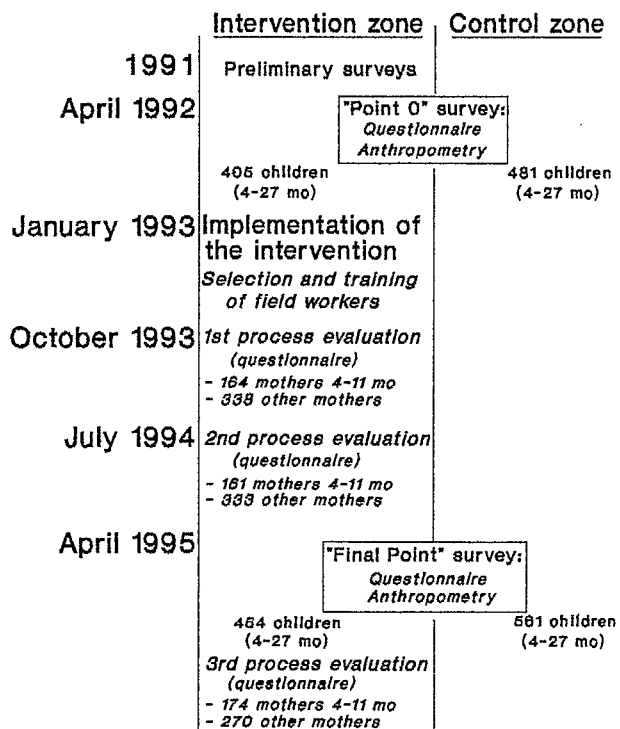 Intervention zone Control zone
1991 Preliminary surveys
April 1992 "Point 0" survey:
Questionnaire
Anthropometry
405 children 481 children
(4-27 mo) (4-27 mo)
January 1993 Implementation of
the intervention
Selection and training
of field workers
October 1993 1st process evaluation
(questionnaire)
- 164 mothers 4-11 mo
- 338 other mothers
July 1994 2nd process evaluation
(questionnaire)
- 161 mothers 4-11 mo
- 333 other mothers
April 1995 "Final Point" survey:
Questionnaire
Anthropometry
454 children 561 children
(4-27 mo) (4-27 mo)
3rd process evaluation
(questionnaire)
- 174 mothers 4-11 mo
- 270 other mothers